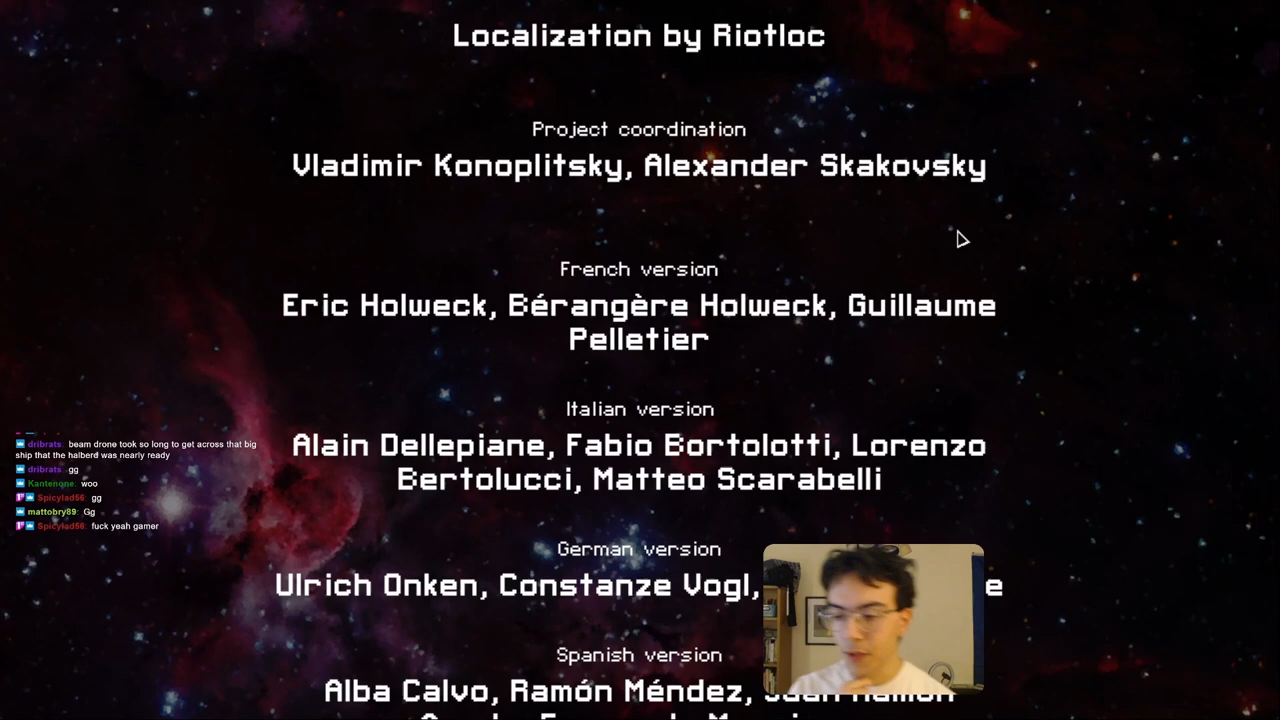 Localization by Riotloc
Project coordination
Vladimir Konoplitsky, Alexander Skakovsky
French version
Eric Holweck, Bérangère Holweck, Guillaume
Pelletier
Italian version
Alain Dellepiane, Fabio Bortolotti, Lorenzo
Bertolucci, Matteo Scarabelli
German version
Ulrich Onken, Constanze Vogl,
Spanish version
Alba Calvo, Ramón Méndez,
dribrats: beam drone took so long to get across that big
ship that the halberd was nearly ready
dribrats: gg
Kantenone: woo
Spicylad56: gg
mattobry89: Gg
Spicylad56: fuck yeah gamer